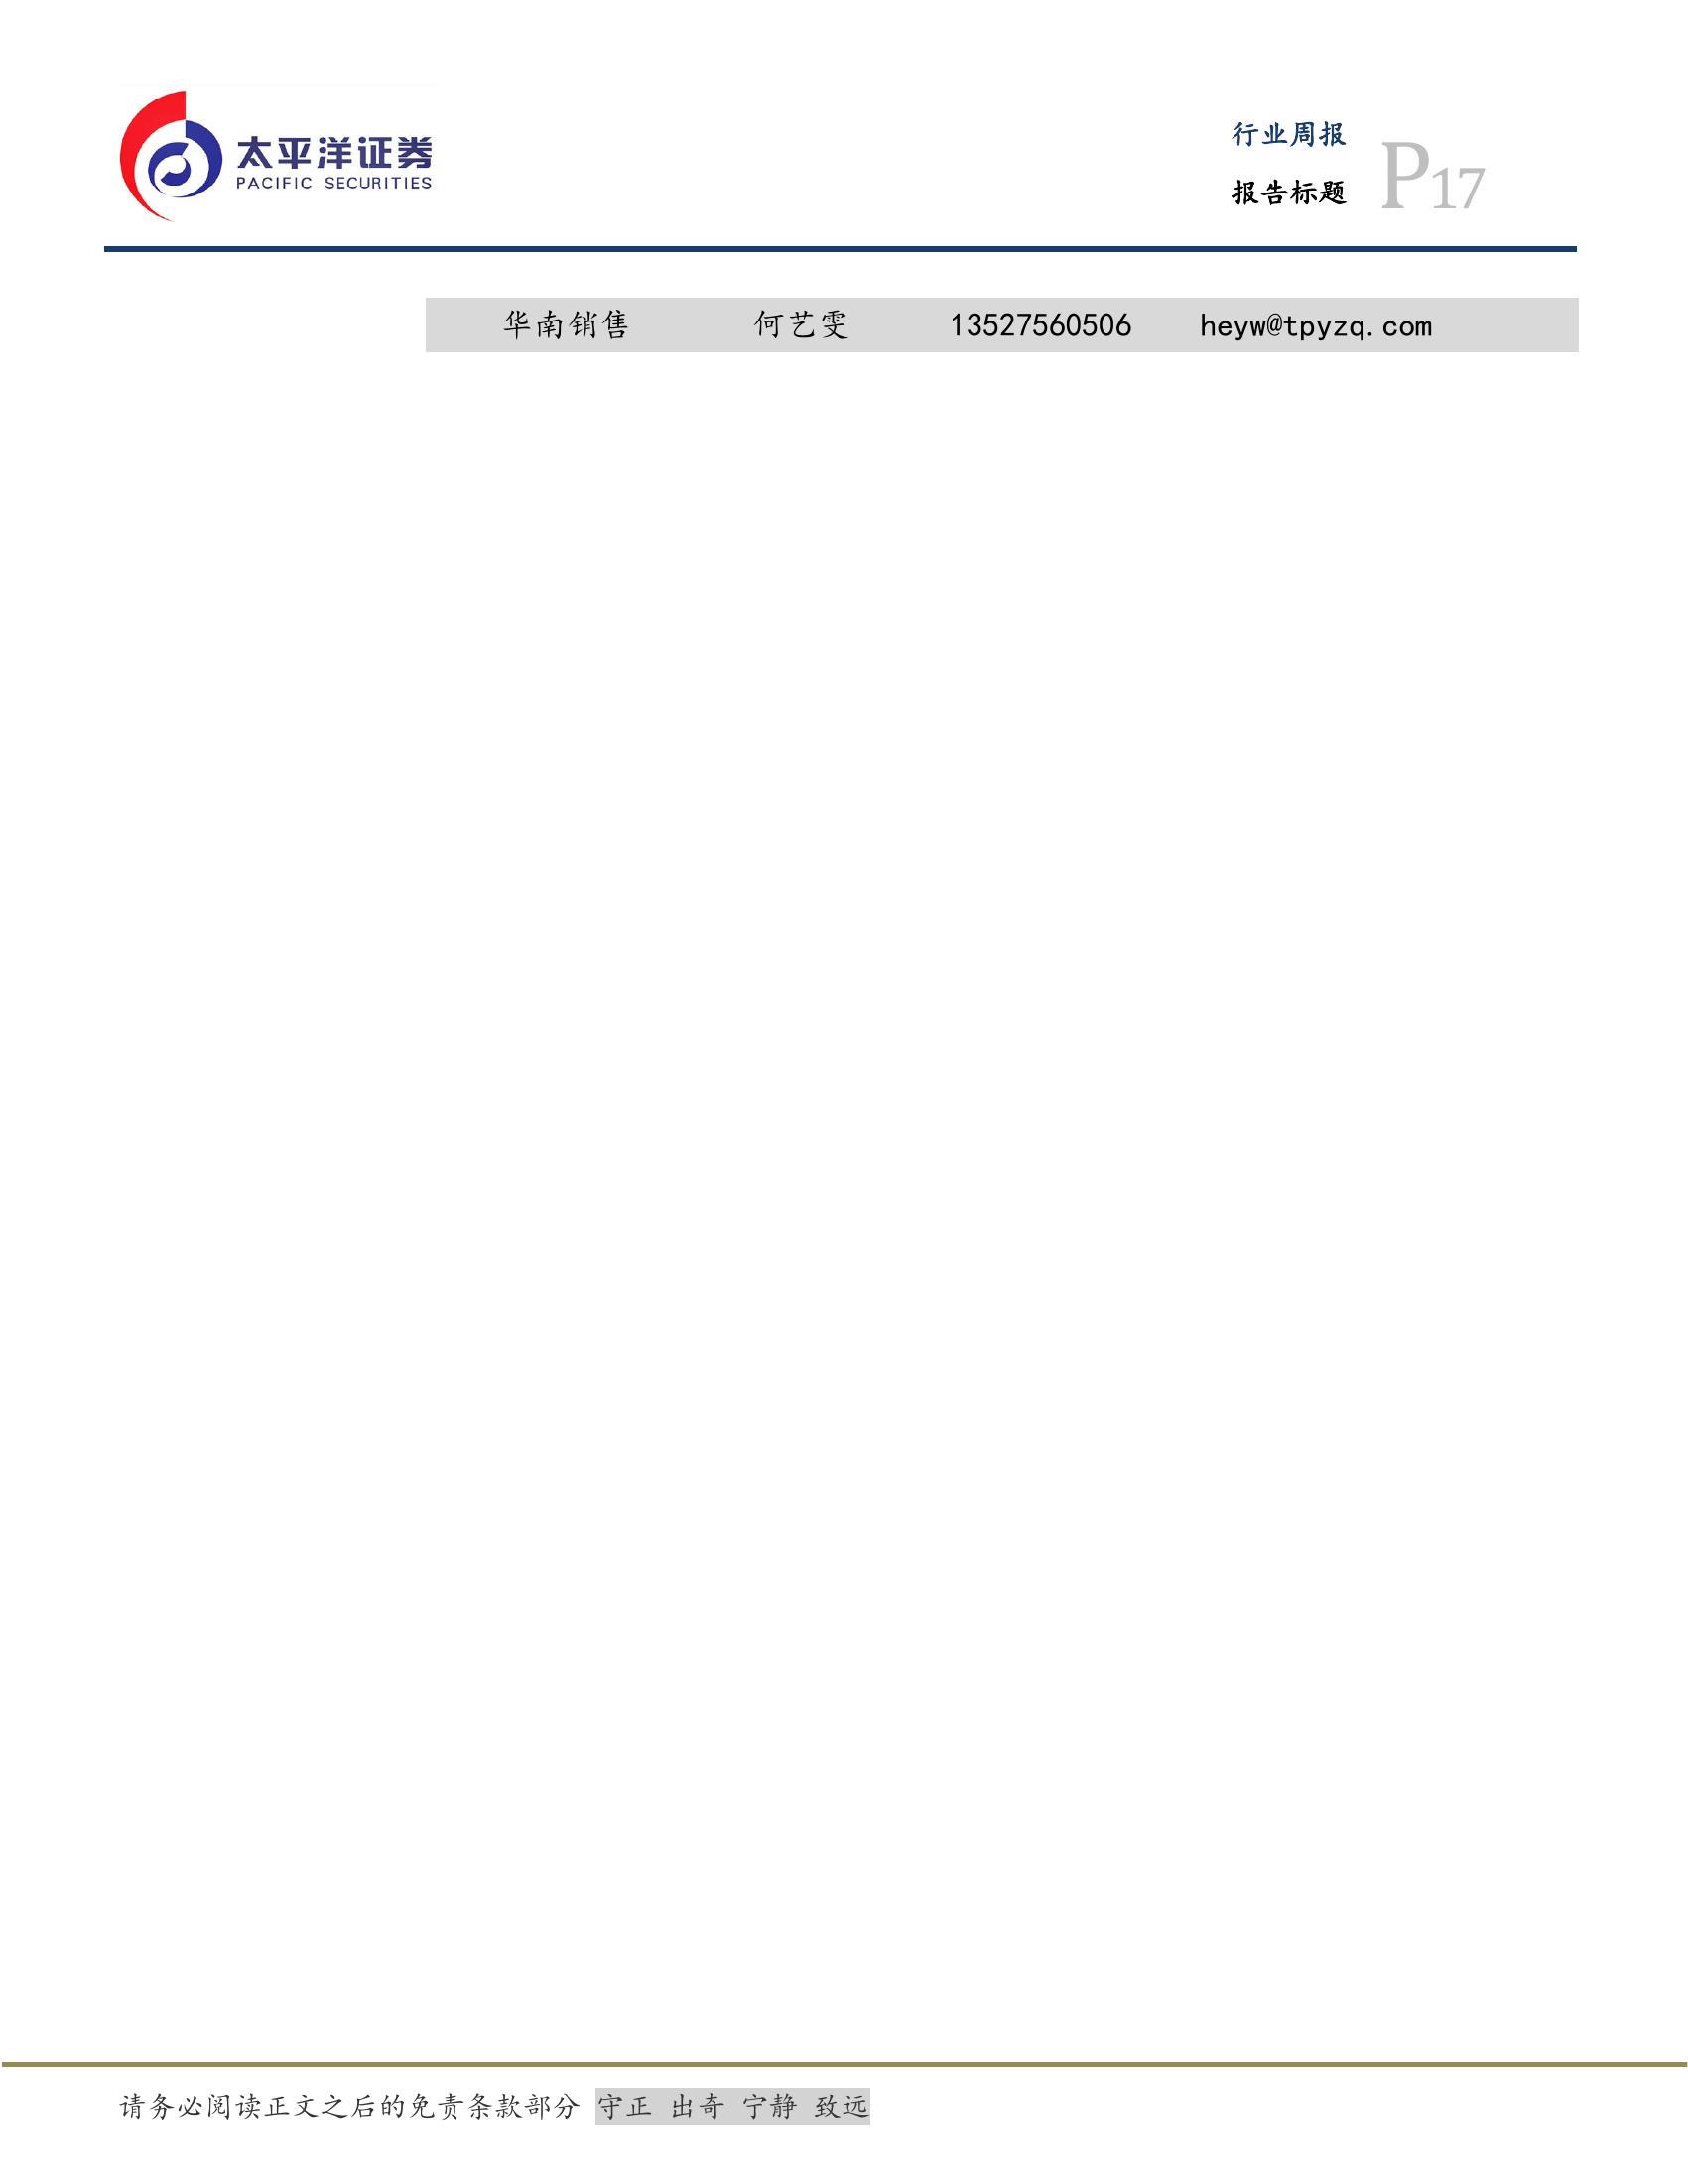 太平洋证券
PACIFIC SECURITIES
行业周报
报告标题 P17
华南销售 何艺雯 13527560506 heyw@tpyzq.com
请务必阅读正文之后的免责条款部分 守正 出奇 宁静 致远